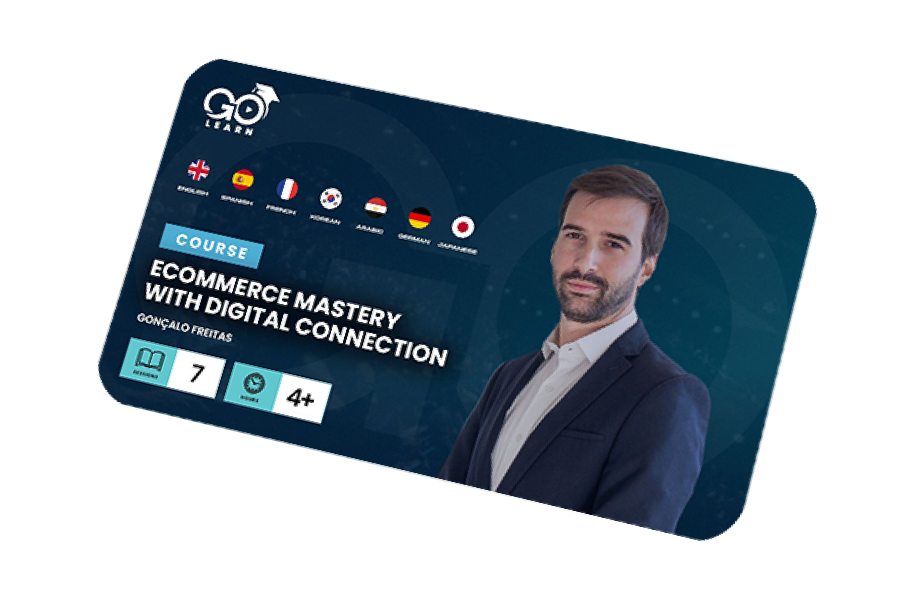 GO
LEARN
ENGLISH
SPANISH
FRENCH
KOREAN
ARABIC
GERMAN
JAPANESE
COURSE
ECOMMERCE MASTERY
WITH DIGITAL CONNECTION
GONÇALO FREITAS
SESSIONS
7
HOURS
4+